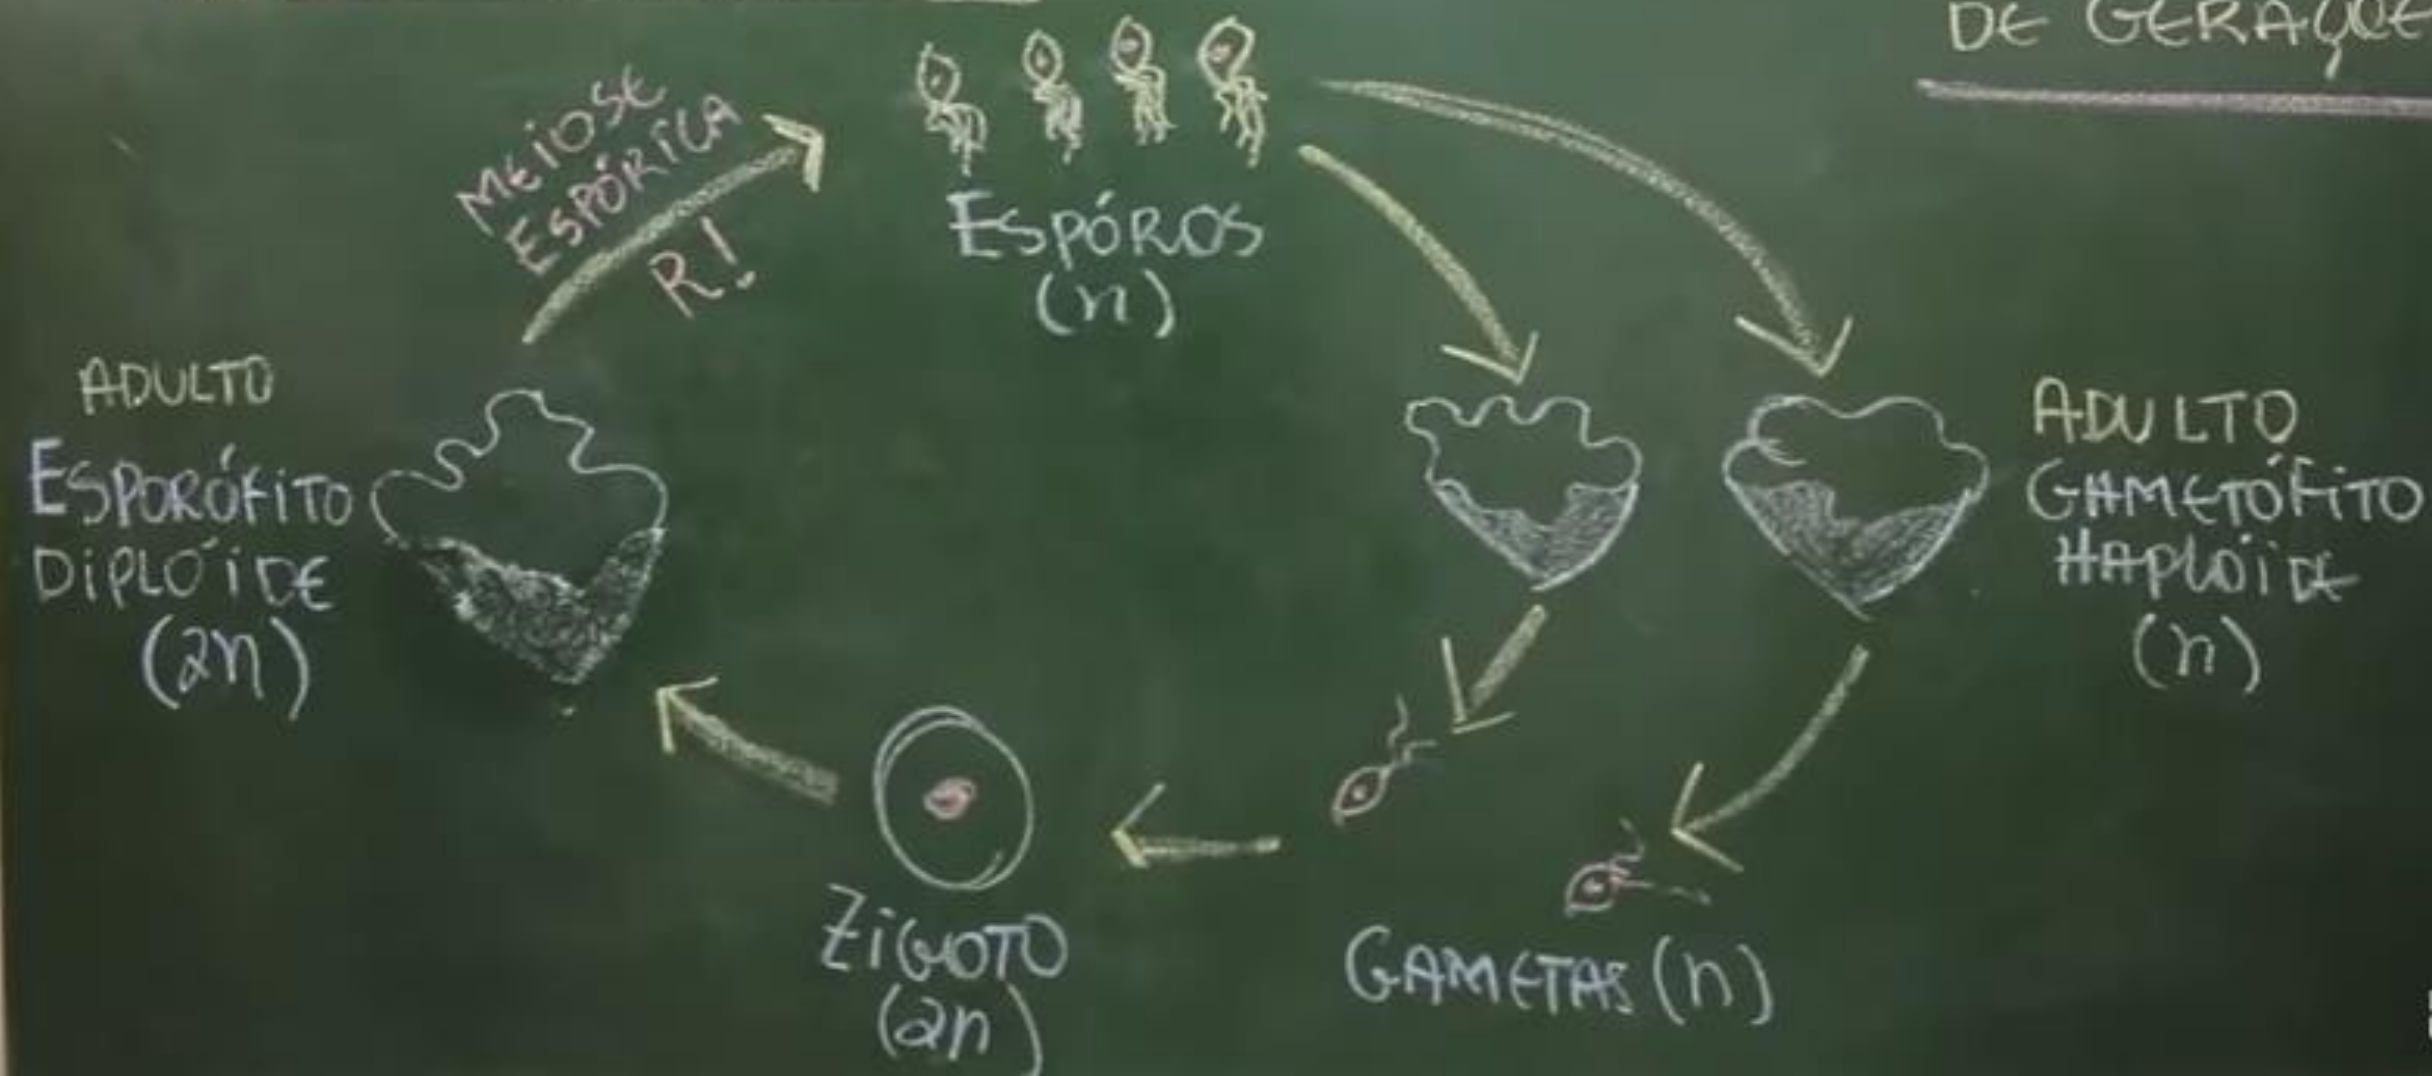 DE GERAÇÕE
MEIOSE
ESPÓRICA
R!
ESPÓROS
(n)
ADULTO
ESPORÓFITO
DIPLÓIDE
(2n)
ADULTO
GAMETÓFITO
HAPLÓIDE
(n)
ZIGOTO
(2n)
GAMETAS (n)